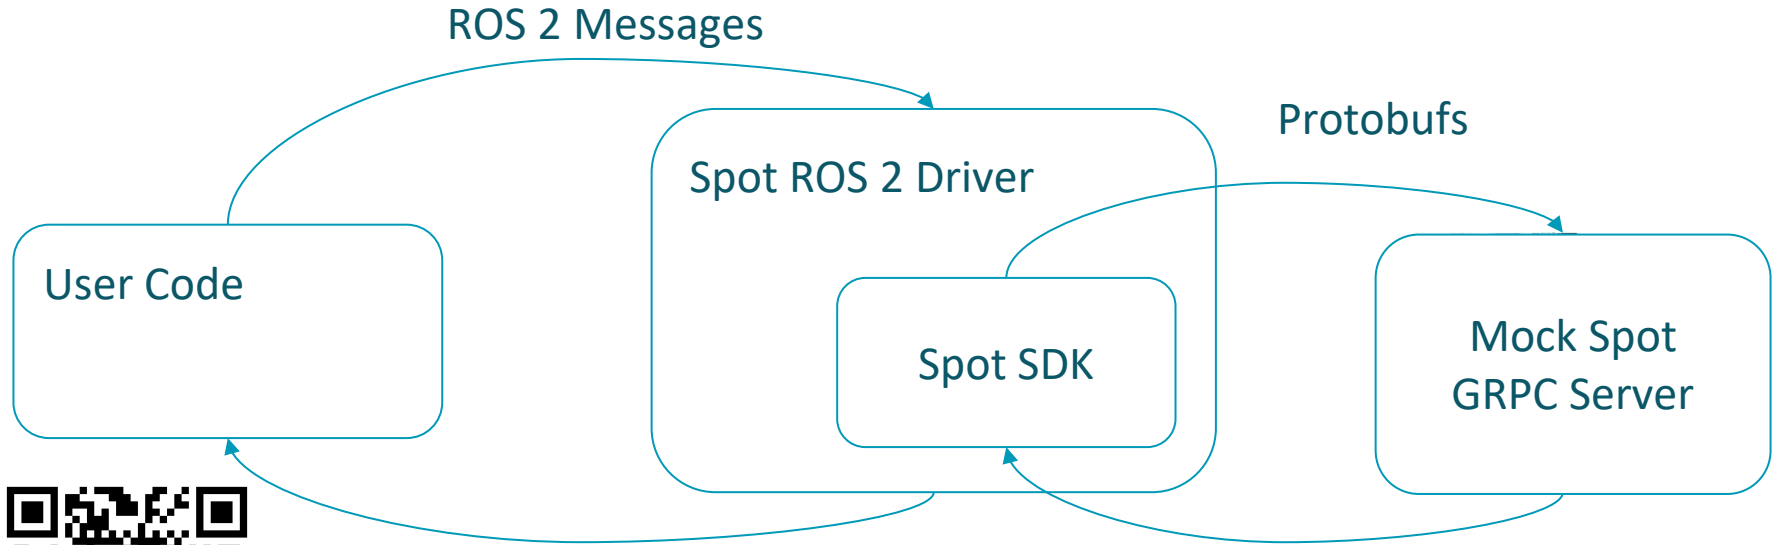 ROS 2 Messages
Protobufs
Spot ROS 2 Driver
User Code
Spot SDK
Mock Spot
GRPC Server